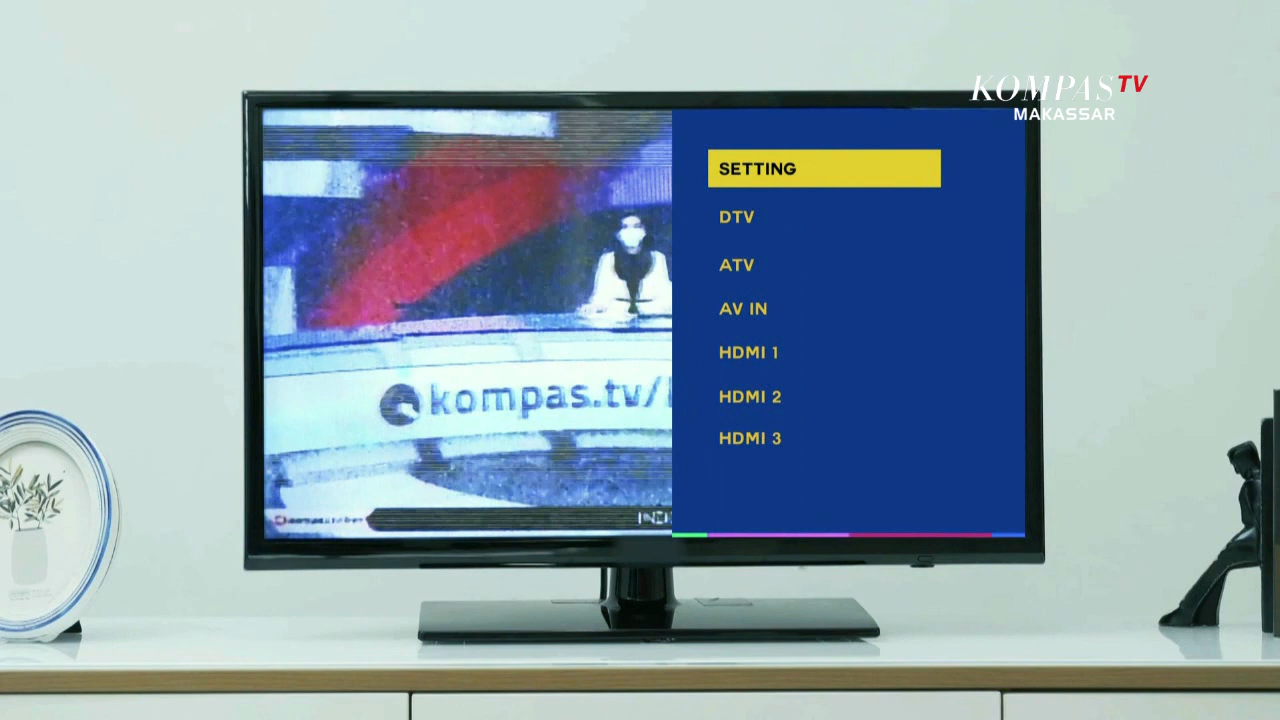 KOMPAS TV
MAKASSAR
SETTING
DTV
ATV
AV IN
HDMI 1
HDMI 2
HDMI 3
kompas.tv/